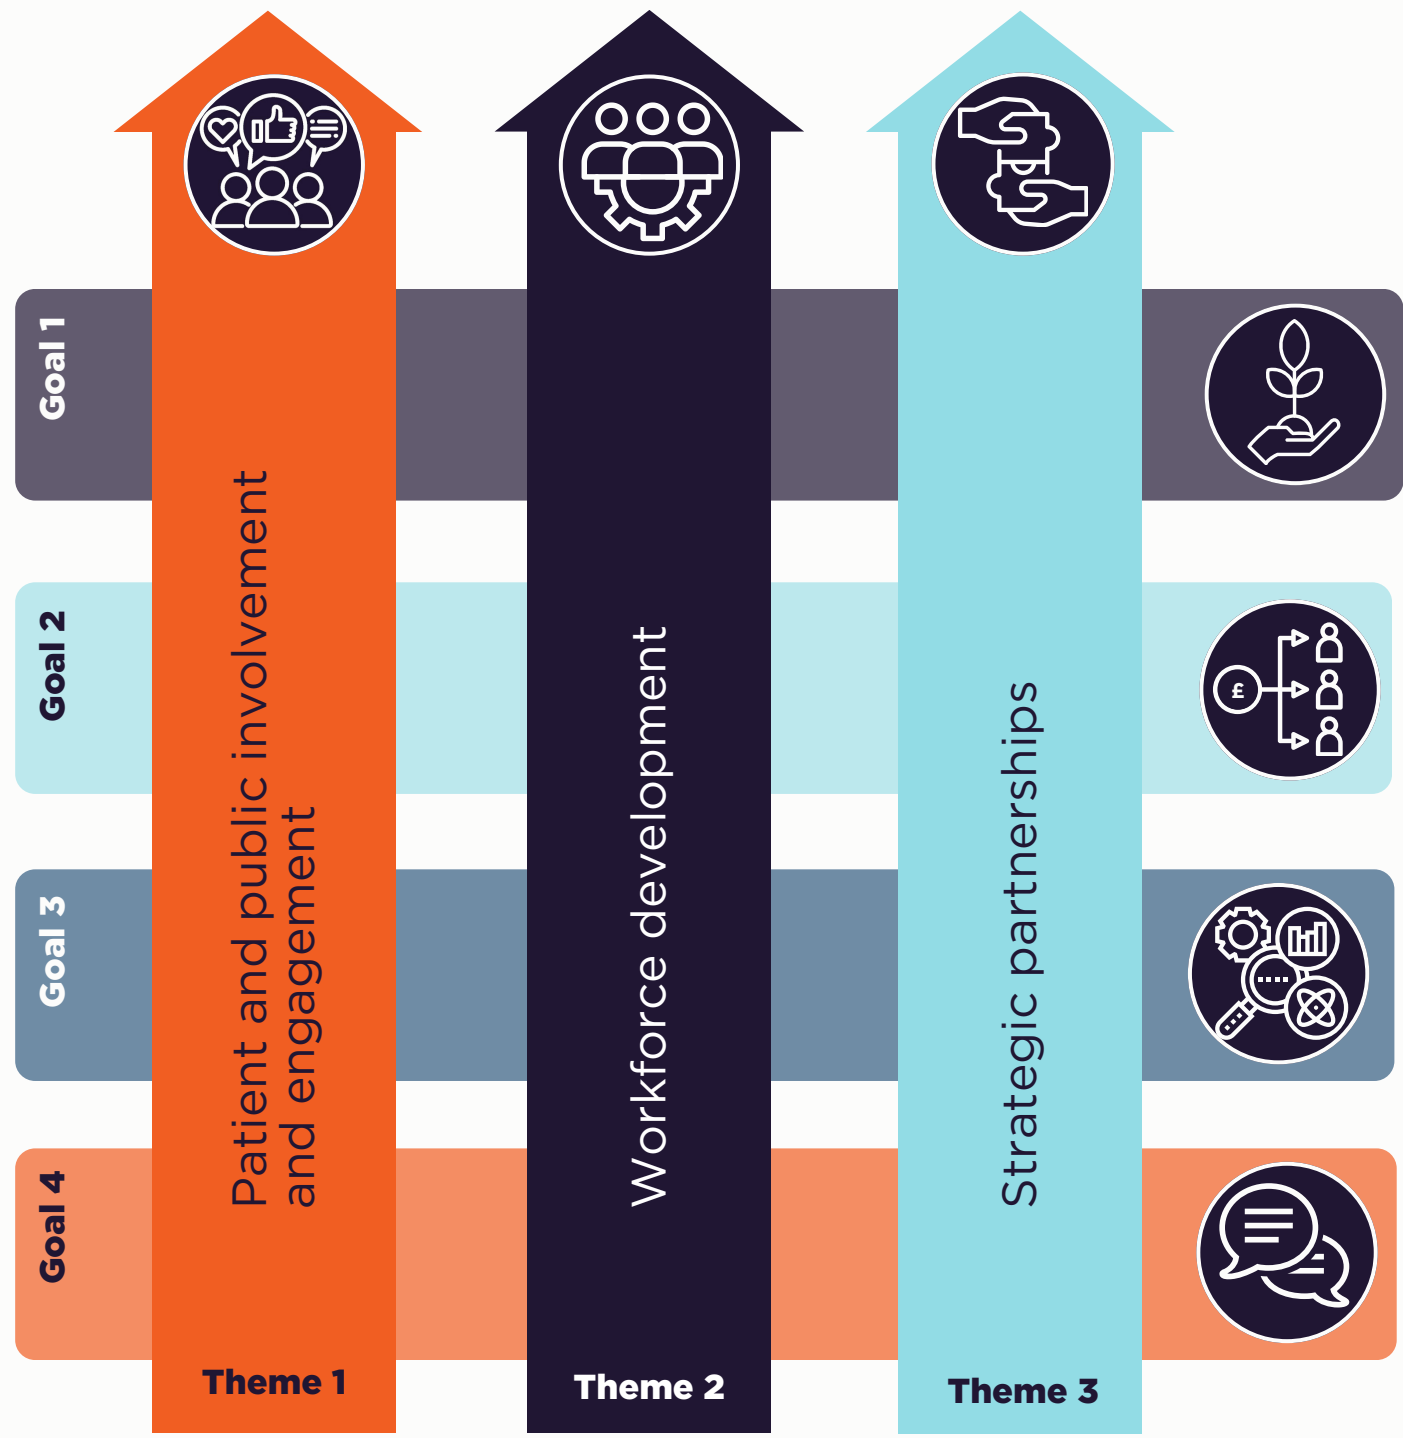 Goal 1
Goal 2
£
Goal 3
Goal 4
Patient and public involvement
and engagement
Workforce development
Strategic partnerships
Theme 1
Theme 2
Theme 3